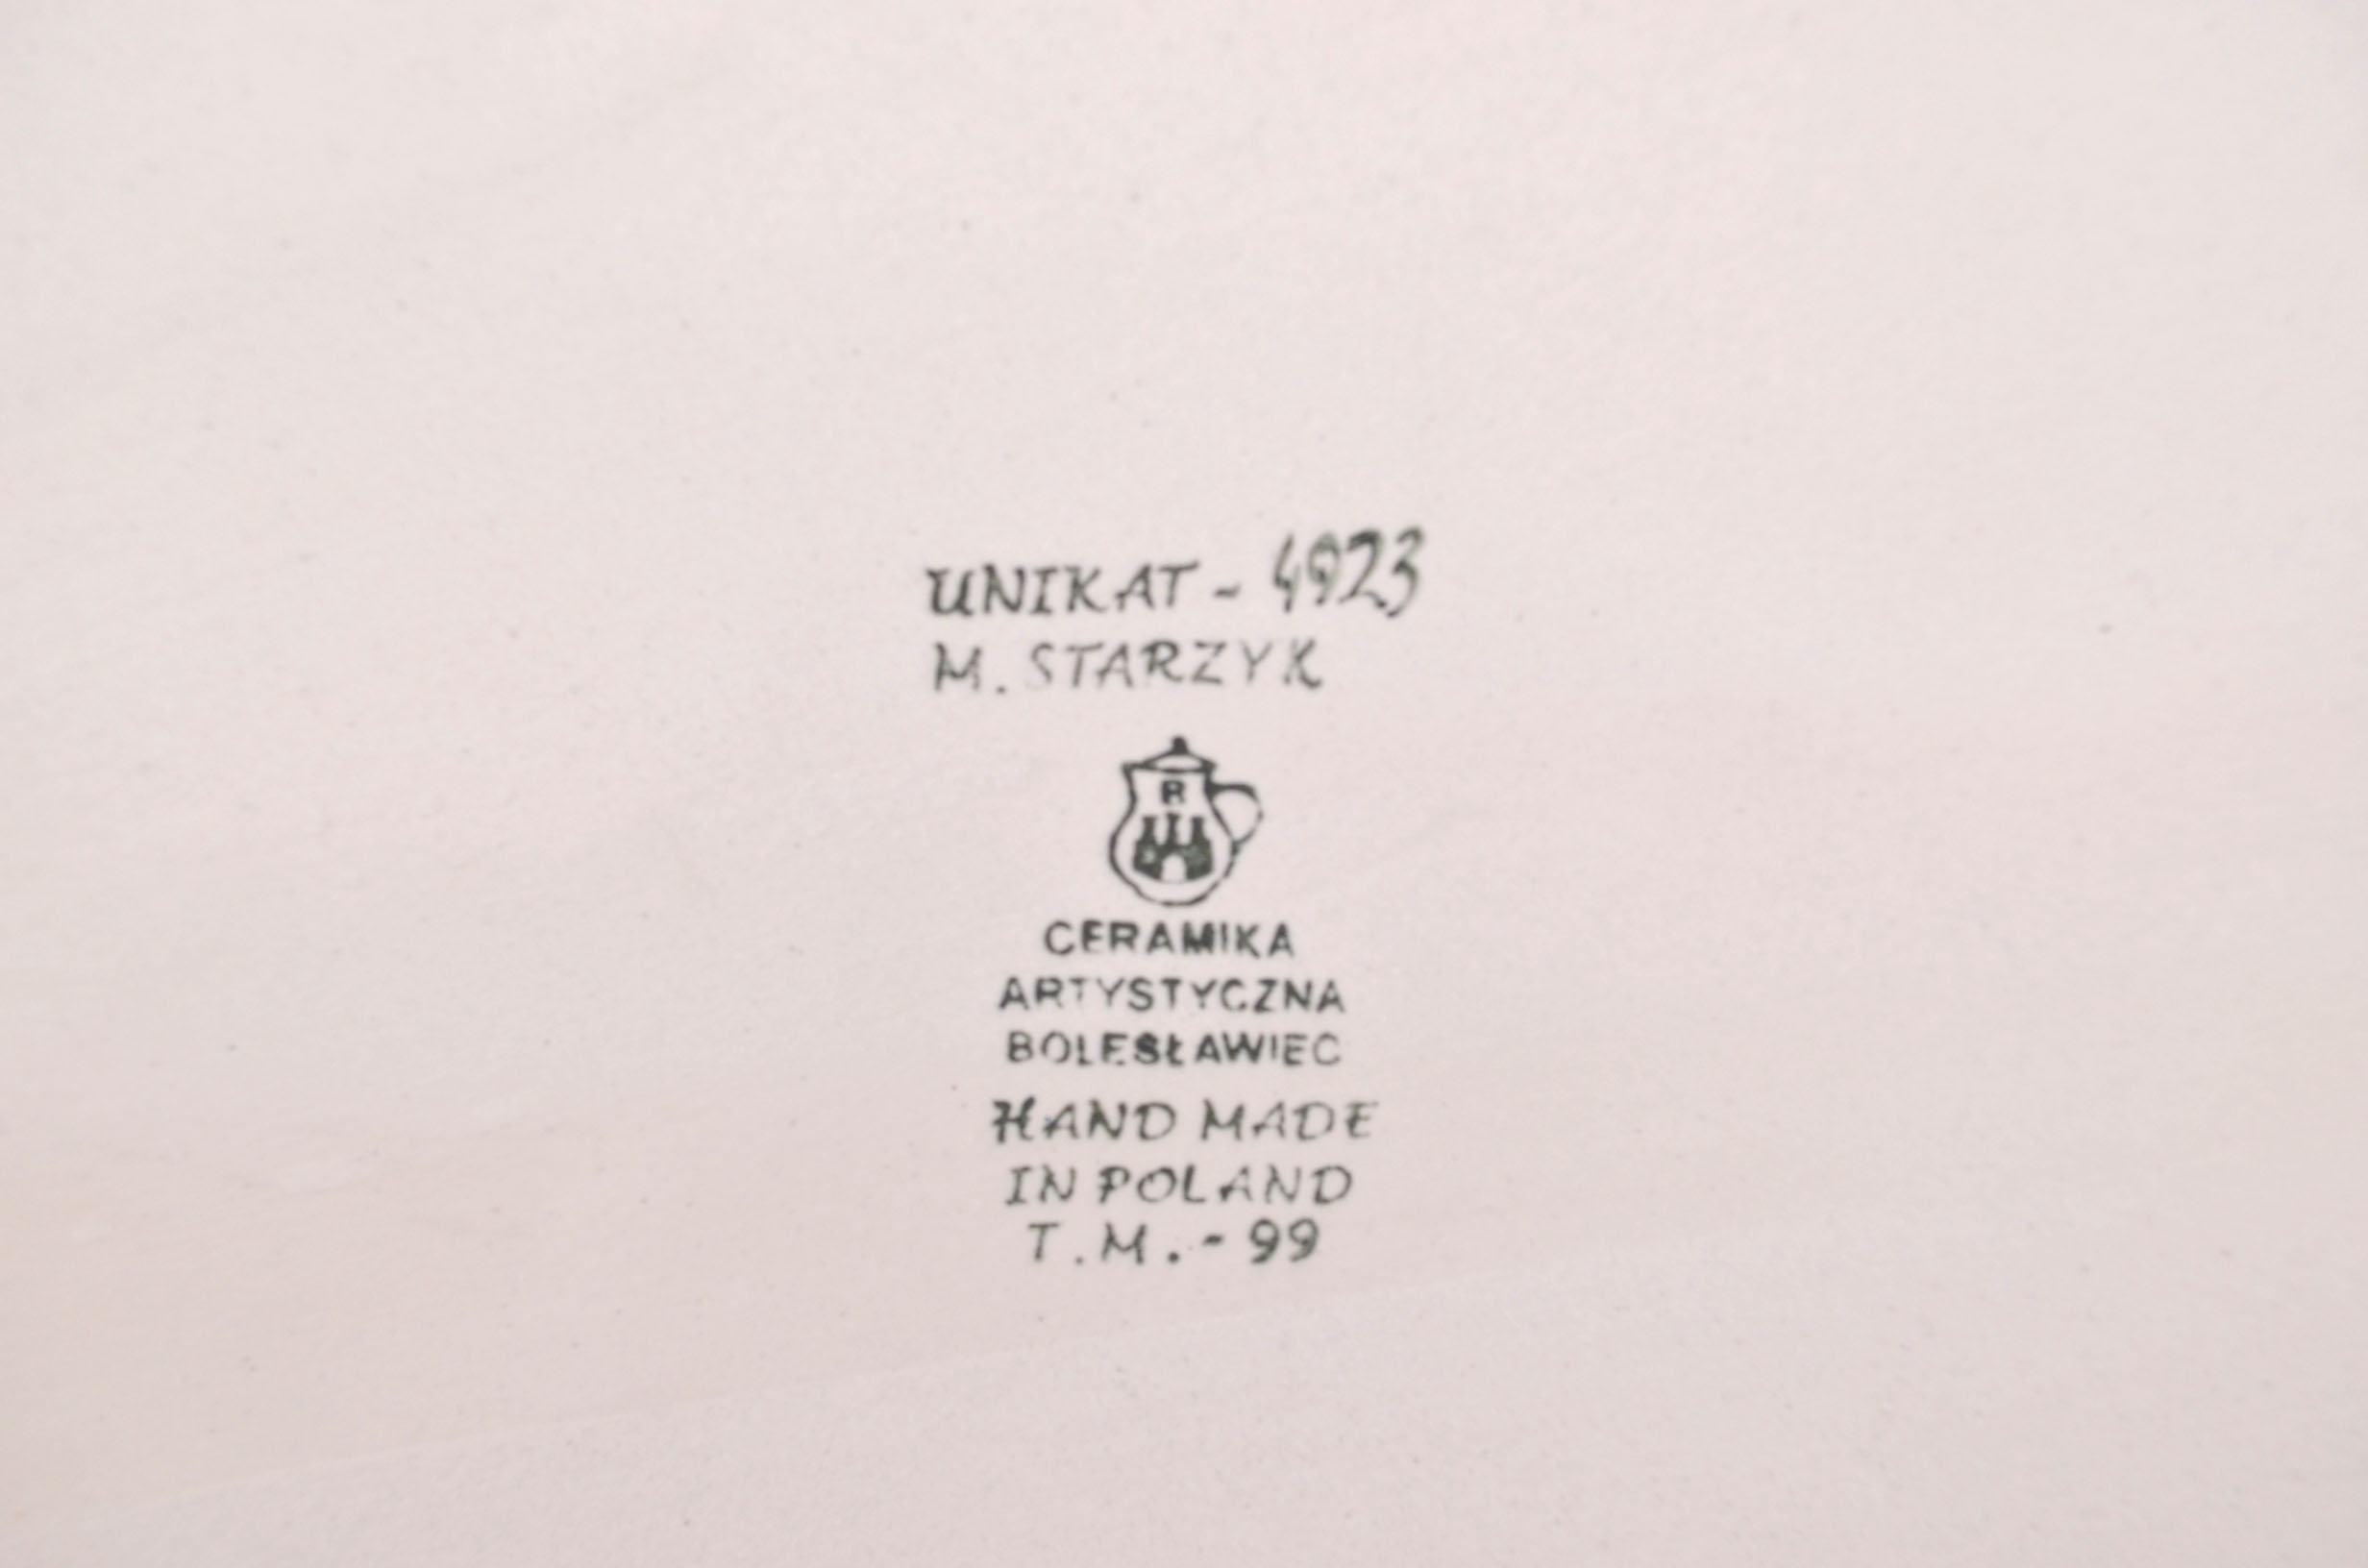 UNIKAT - 4923
M. STARZYK
R
CERAMIKA
ARTYSTYCZNA
BOLESŁAWIEC
HAND MADE
IN POLAND
T.M.-99